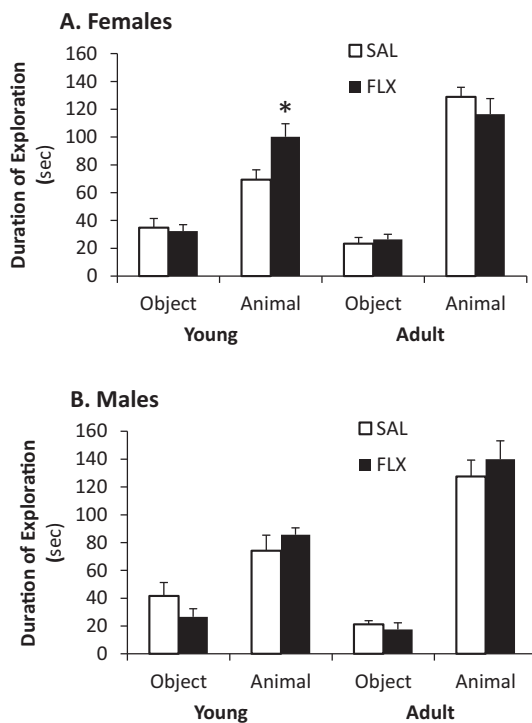 A. Females
SAL
FLX
*
Duration of Exploration
(sec)
160
140
120
100
80
60
40
20
0
Object Animal Object Animal
Young Adult
B. Males
SAL
FLX
Duration of Exploration
(sec)
160
140
120
100
80
60
40
20
0
Object Animal Object Animal
Young Adult